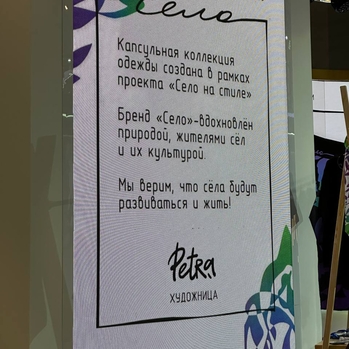 Село
Капсульная коллекция
одежды создана в рамках
проекта «Село на стиле»
Бренд «Село»-вдохновлён
природой, жителями сёл
и их культурой.
Мы верим, что сёла будут
развиваться и жить!
Petra
ХУДОЖНИЦА